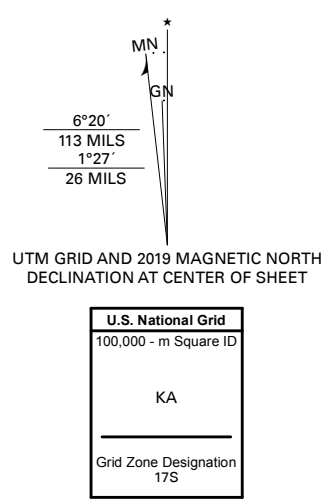 ★
MN
GN
6°20´
113 MILS
1°27´
26 MILS
UTM GRID AND 2019 MAGNETIC NORTH
DECLINATION AT CENTER OF SHEET
U.S. National Grid
100,000 - m Square ID
KA
Grid Zone Designation
17S